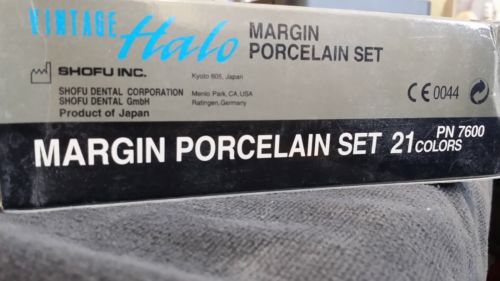 VINTAGE Halo MARGIN
PORCELAIN SET
SHOFU INC. Kyoto 605, Japan
SHOFU DENTAL CORPORATION Menlo Park, CA, USA
SHOFU DENTAL GmbH Ratingen, Germany
Product of Japan
CE 0044
MARGIN PORCELAIN SET 21 COLORS
PN 7600